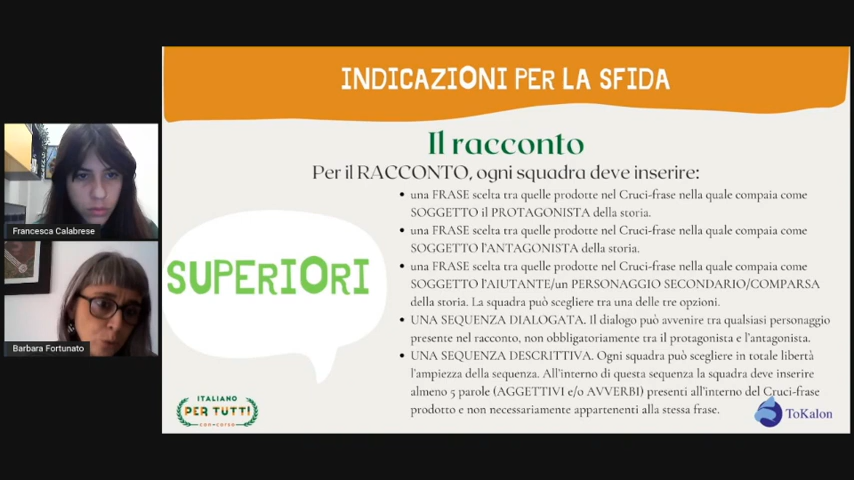 INDICAZIONI PER LA SFIDA
Il racconto
Per il RACCONTO, ogni squadra deve inserire:
• una FRASE scelta tra quelle prodotte nel Cruci-frase nella quale compaia come
SOGGETTO il PROTAGONISTA della storia.
• una FRASE scelta tra quelle prodotte nel Cruci-frase nella quale compaia come
SOGGETTO l'ANTAGONISTA della storia.
• una FRASE scelta tra quelle prodotte nel Cruci-frase nella quale compaia come
SOGGETTO l'AIUTANTE/un PERSONAGGIO SECONDARIO/COMPARSA
della storia. La squadra può scegliere tra una delle tre opzioni.
• UNA SEQUENZA DIALOGATA. Il dialogo può avvenire tra qualsiasi personaggio
presente nel racconto, non obbligatoriamente tra il protagonista e l'antagonista.
• UNA SEQUENZA DESCRITTIVA. Ogni squadra può scegliere in totale libertà
l'ampiezza della sequenza. All'interno di questa sequenza la squadra deve inserire
almeno 5 parole (AGGETTIVI e/o AVVERBI) presenti all'interno del Cruci-frase
prodotto e non necessariamente appartenenti alla stessa frase.
SUPERIORI
Francesca Calabrese
Barbara Fortunato
ITALIANO
PER TUTTI
con-corso
ToKalon